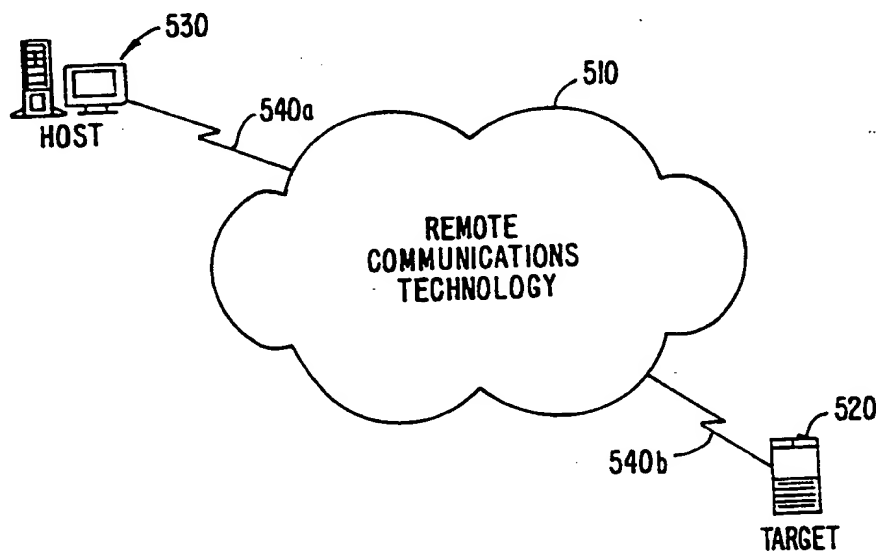 530
HOST
540a
510
REMOTE
COMMUNICATIONS
TECHNOLOGY
520
540b
TARGET